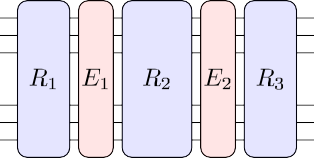 R₁ E₁ R₂ E₂ R₃